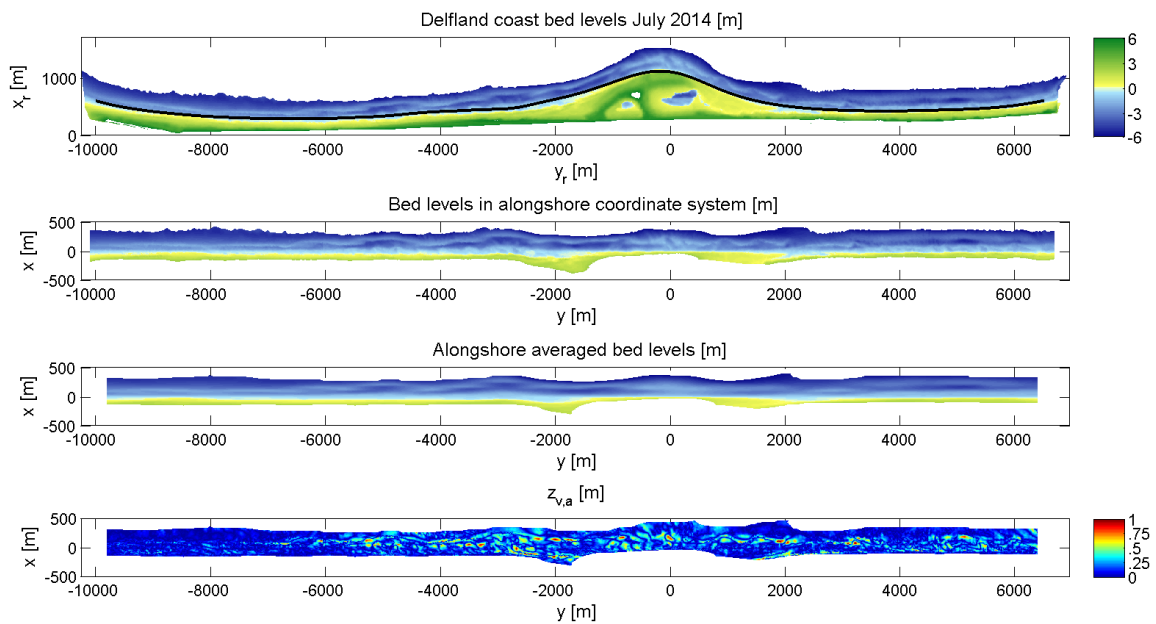 Delfland coast bed levels July 2014 [m]
x_r [m]
1000
0
-10000 -8000 -6000 -4000 -2000 0 2000 4000 6000
y_r [m]
6
3
0
-3
-6
Bed levels in alongshore coordinate system [m]
x [m]
500
0
-500
-10000 -8000 -6000 -4000 -2000 0 2000 4000 6000
y [m]
Alongshore averaged bed levels [m]
x [m]
500
0
-500
-10000 -8000 -6000 -4000 -2000 0 2000 4000 6000
y [m]
z_v,a [m]
x [m]
500
0
-500
-10000 -8000 -6000 -4000 -2000 0 2000 4000 6000
y [m]
1
.75
.5
.25
0